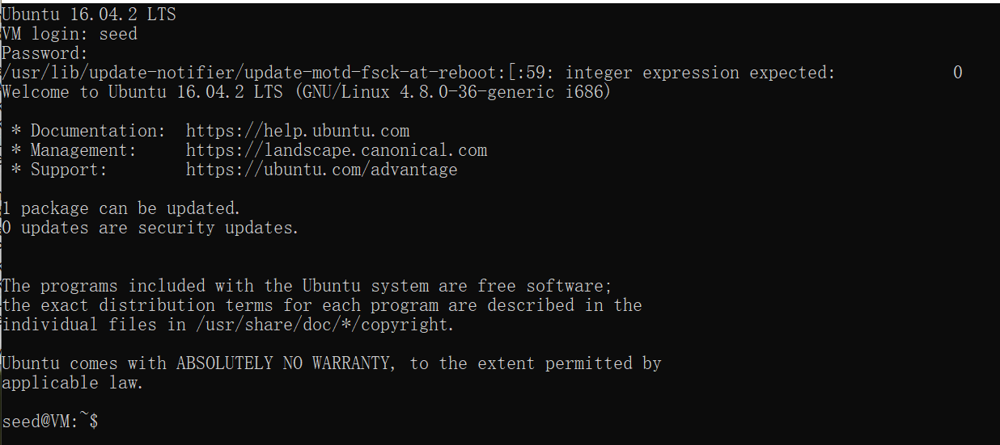 Ubuntu 16.04.2 LTS
VM login: seed
Password:
/usr/lib/update-notifier/update-motd-fsck-at-reboot:[:59: integer expression expected:            0
Welcome to Ubuntu 16.04.2 LTS (GNU/Linux 4.8.0-36-generic i686)
* Documentation:  https://help.ubuntu.com
* Management:     https://landscape.canonical.com
* Support:        https://ubuntu.com/advantage
1 package can be updated.
0 updates are security updates.
The programs included with the Ubuntu system are free software;
the exact distribution terms for each program are described in the
individual files in /usr/share/doc/*/copyright.
Ubuntu comes with ABSOLUTELY NO WARRANTY, to the extent permitted by
applicable law.
seed@VM:~$